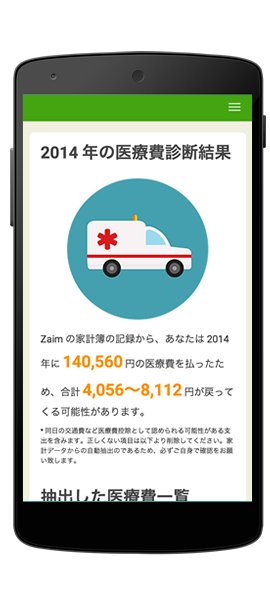 2014 年の医療費診断結果
Zaim の家計簿の記録から、あなたは 2014
年に 140,560 円の医療費を払ったた
め、合計 4,056〜8,112 円が戻って
くる可能性があります。
* 同日の交通費など医療費控除として認められる可能性がある支
出を含みます。正しくない項目は以下より削除してください。家
計データからの自動抽出のであるため、必ずご自身で確認をお願
い致します。
抽出した医療費一覧